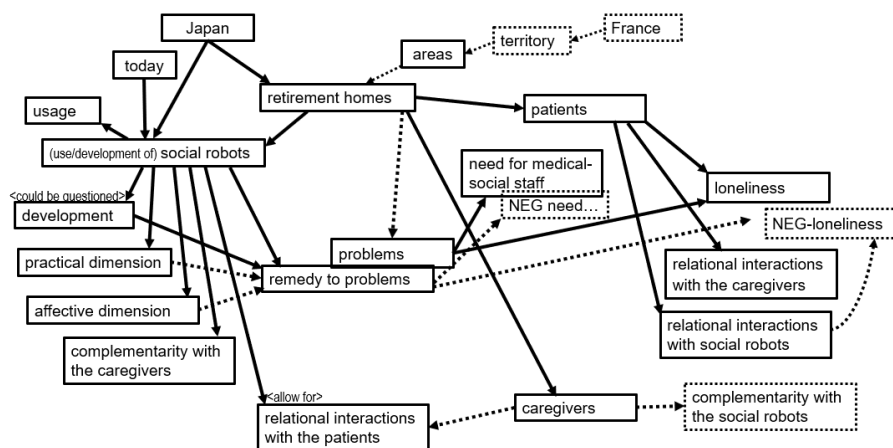 Japan
France
territory
areas
today
retirement homes
patients
usage
(use/development of) social robots
need for medical-
social staff
loneliness
<could be questioned>
development
NEG need…
NEG-loneliness
problems
practical dimension
remedy to problems
relational interactions
with the caregivers
affective dimension
relational interactions
with social robots
complementarity with
the caregivers
<allow for>
relational interactions
with the patients
caregivers
complementarity with
the social robots